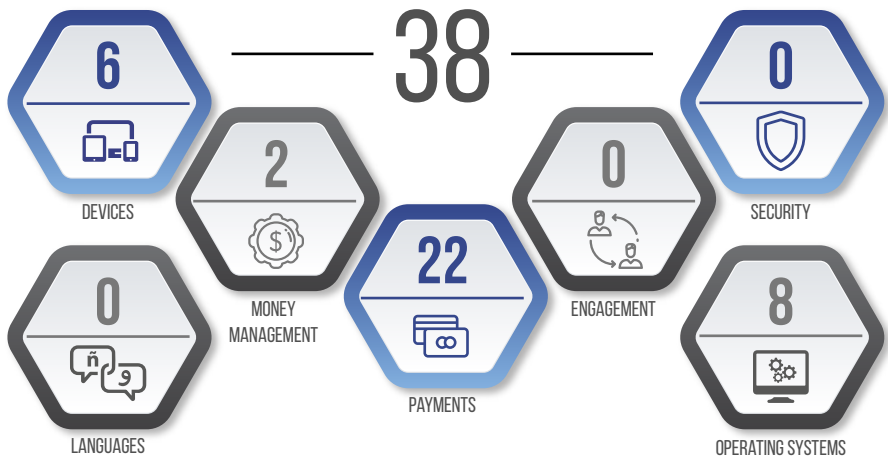 38
6
DEVICES
0
SECURITY
2
MONEY
MANAGEMENT
0
ENGAGEMENT
22
PAYMENTS
0
ñ
و
LANGUAGES
8
OPERATING SYSTEMS